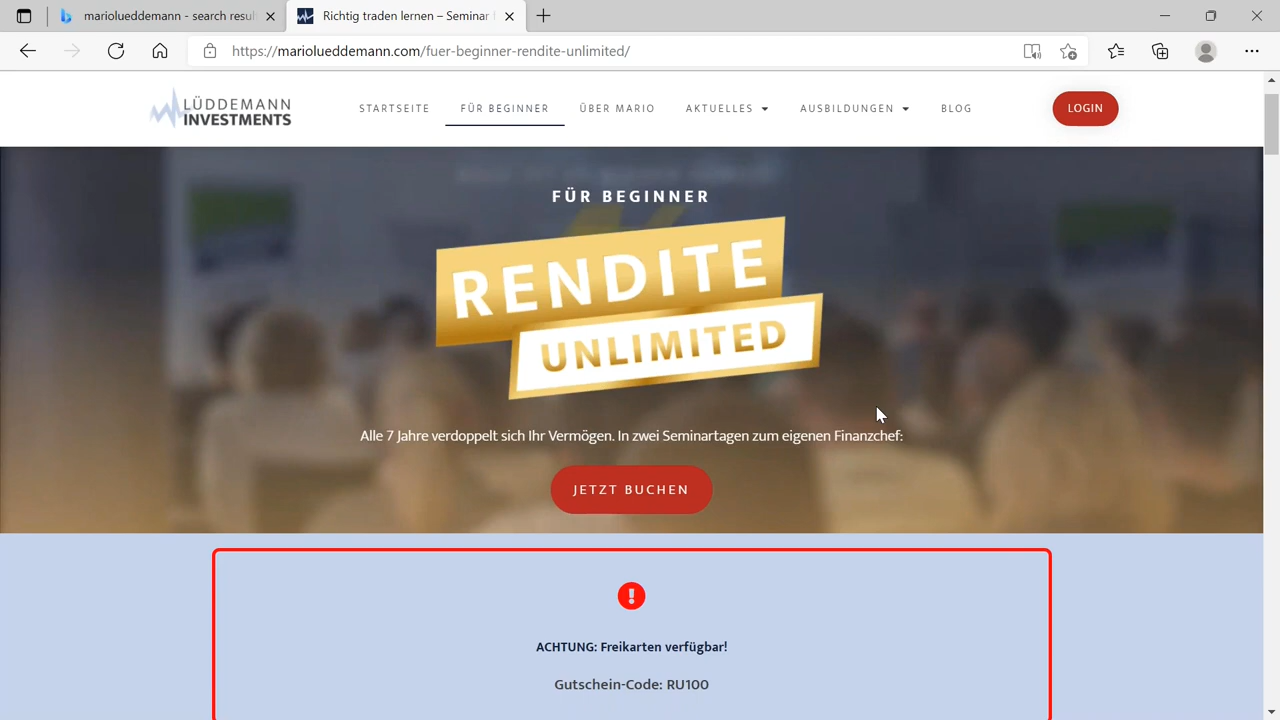 mariolueddemann - search resul
Richtig traden lernen – Seminar f
https://mariolueddemann.com/fuer-beginner-rendite-unlimited/
LÜDDEMANN
INVESTMENTS
STARTSEITE
FÜR BEGINNER
ÜBER MARIO
AKTUELLES
AUSBILDUNGEN
BLOG
LOGIN
FÜR BEGINNER
RENDITE
UNLIMITED
Alle 7 Jahre verdoppelt sich Ihr Vermögen. In zwei Seminartagen zum eigenen Finanzchef:
JETZT BUCHEN
ACHTUNG: Freikarten verfügbar!
Gutschein-Code: RU100